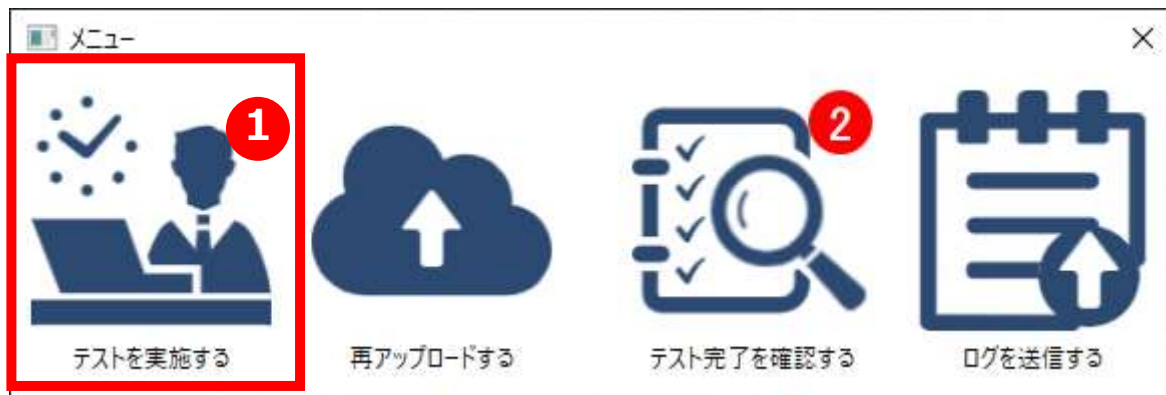 メニュー
1
2
テストを実施する
再アップロードする
テスト完了を確認する
ログを送信する